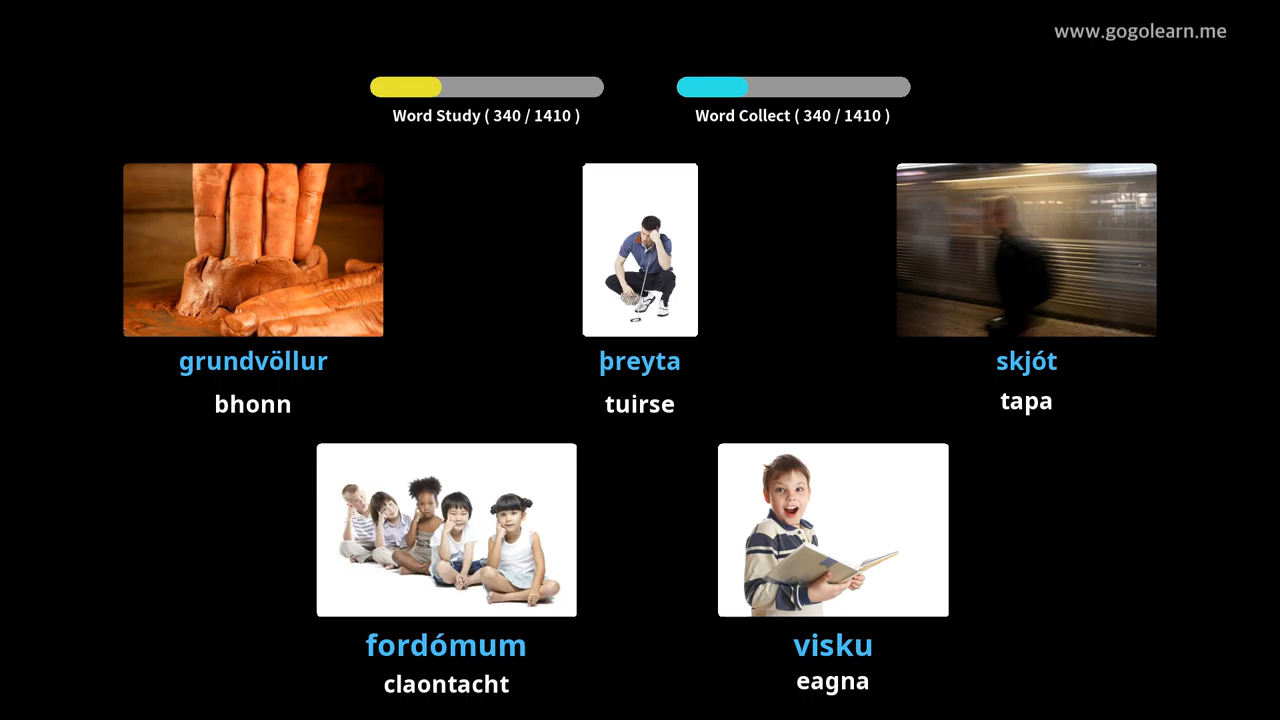 www.gogolearn.me
Word Study ( 340 / 1410 )
Word Collect ( 340 / 1410 )
grundvöllur
bhonn
þreyta
tuirse
skjót
tapa
fordómum
claontacht
visku
eagna